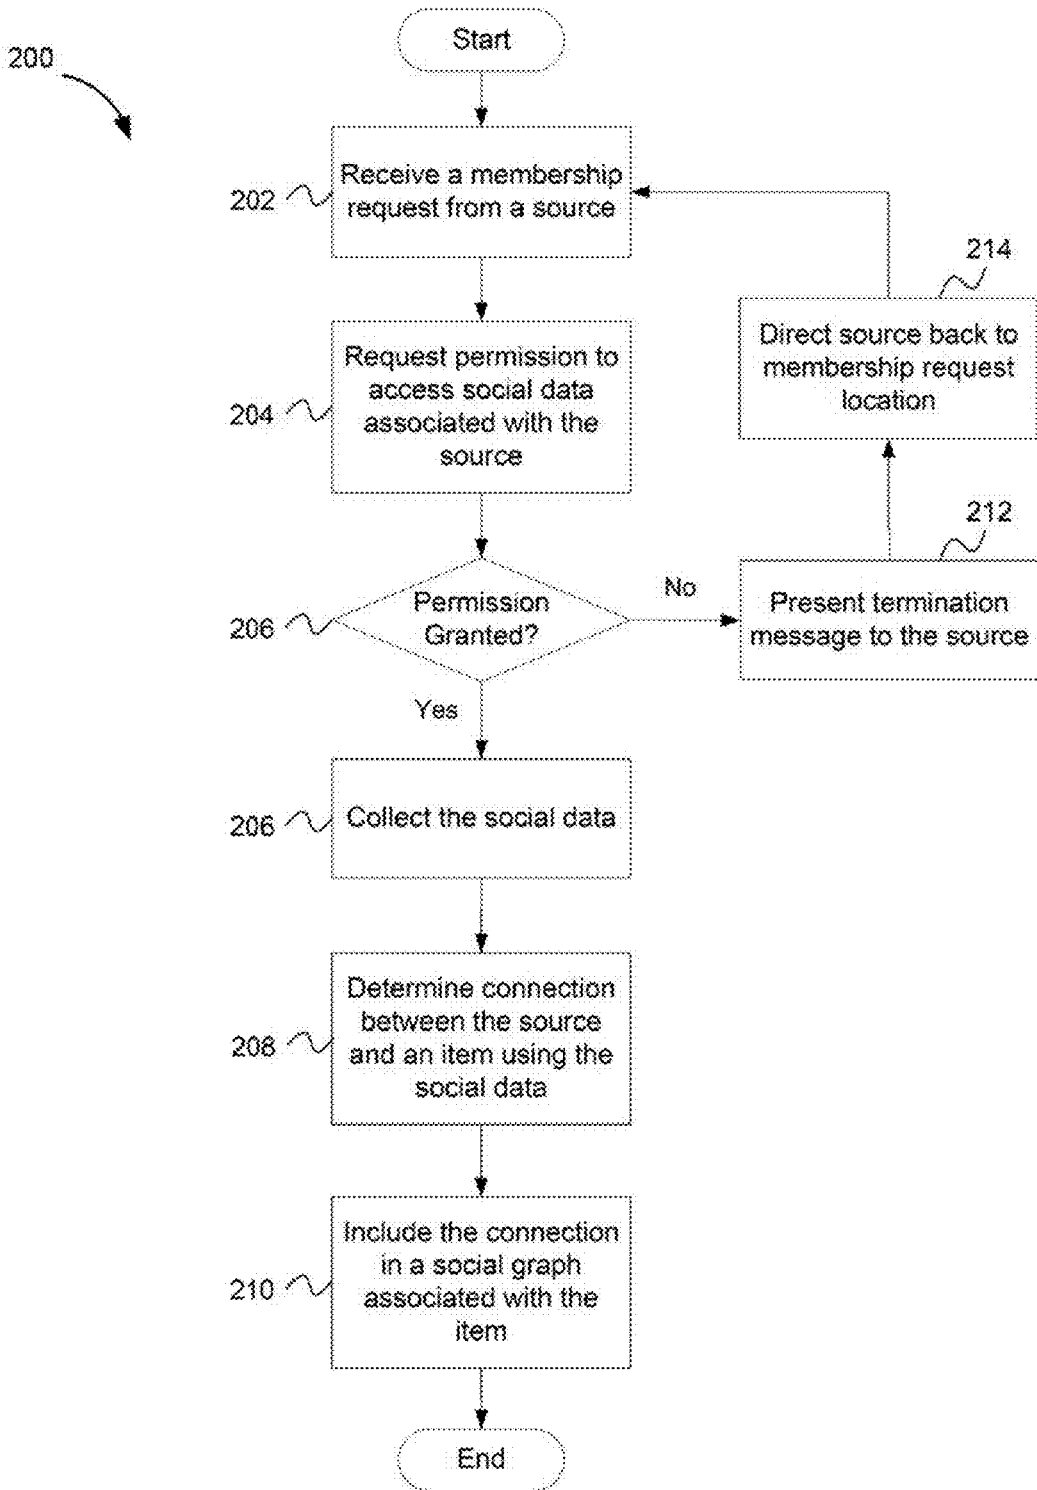 200
Start
202
Receive a membership
request from a source
204
Request permission to
access social data
associated with the
source
206
Permission
Granted?
No
Yes
212
Present termination
message to the source
214
Direct source back to
membership request
location
206
Collect the social data
208
Determine connection
between the source
and an item using the
social data
210
Include the connection
in a social graph
associated with the
item
End